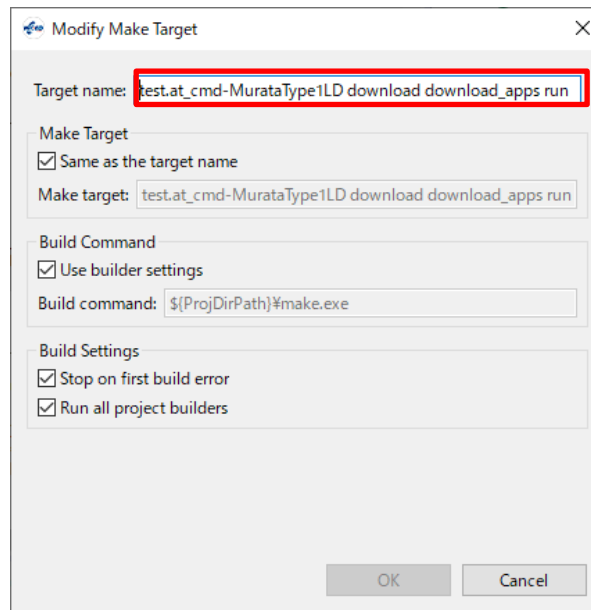 Modify Make Target
Target name: test.at_cmd-MurataType1LD download download_apps run
Make Target
Same as the target name
Make target: test.at_cmd-MurataType1LD download download_apps run
Build Command
Use builder settings
Build command: ${ProjDirPath}¥make.exe
Build Settings
Stop on first build error
Run all project builders
OK Cancel